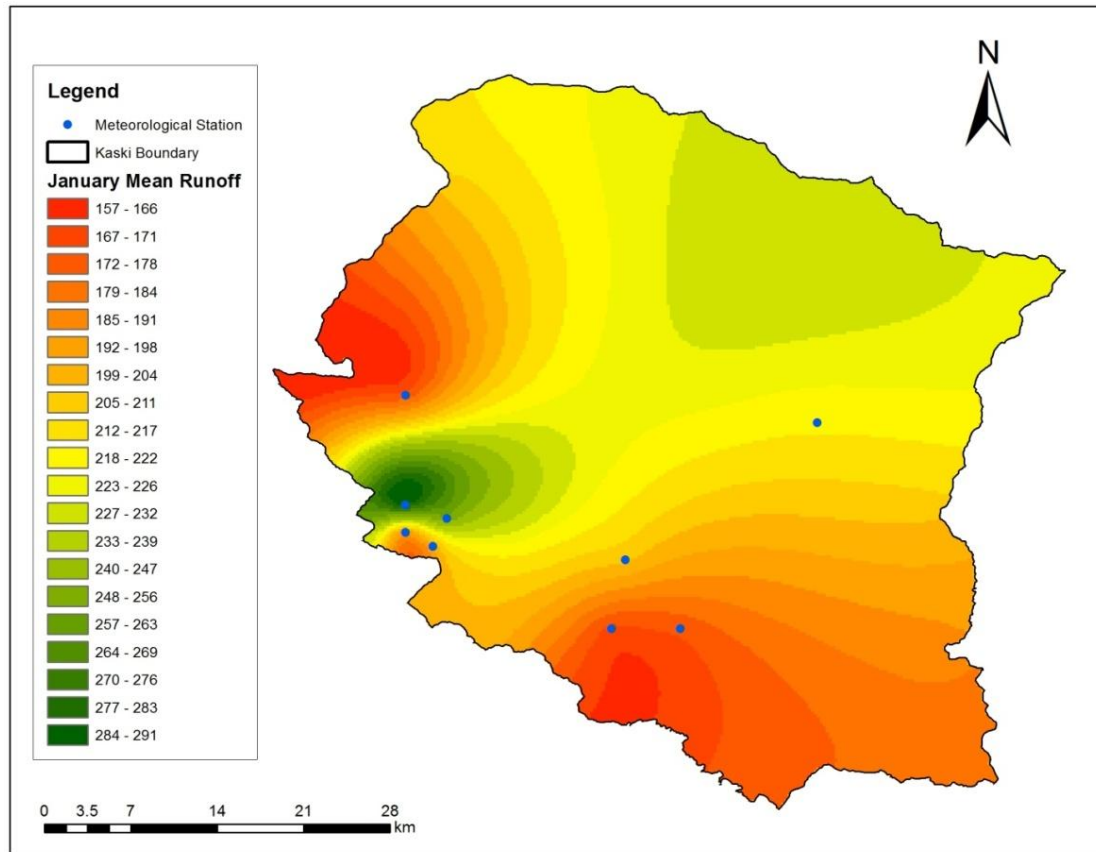 N
Legend
Meteorological Station
Kaski Boundary
January Mean Runoff
157 - 166
167 - 171
172 - 178
179 - 184
185 - 191
192 - 198
199 - 204
205 - 211
212 - 217
218 - 222
223 - 226
227 - 232
233 - 239
240 - 247
248 - 256
257 - 263
264 - 269
270 - 276
277 - 283
284 - 291
0 3.5 7 14 21 28
km